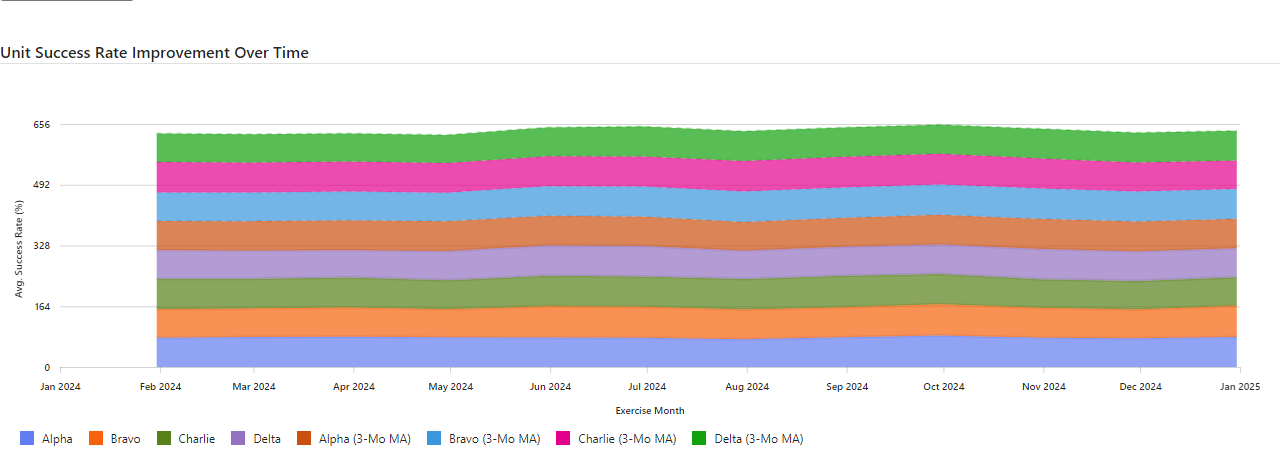 Unit Success Rate Improvement Over Time
656
492
328
164
0
Avg. Success Rate (%)
Jan 2024 Feb 2024 Mar 2024 Apr 2024 May 2024 Jun 2024 Jul 2024 Aug 2024 Sep 2024 Oct 2024 Nov 2024 Dec 2024 Jan 2025
Exercise Month
Alpha Bravo Charlie Delta Alpha (3-Mo MA) Bravo (3-Mo MA) Charlie (3-Mo MA) Delta (3-Mo MA)